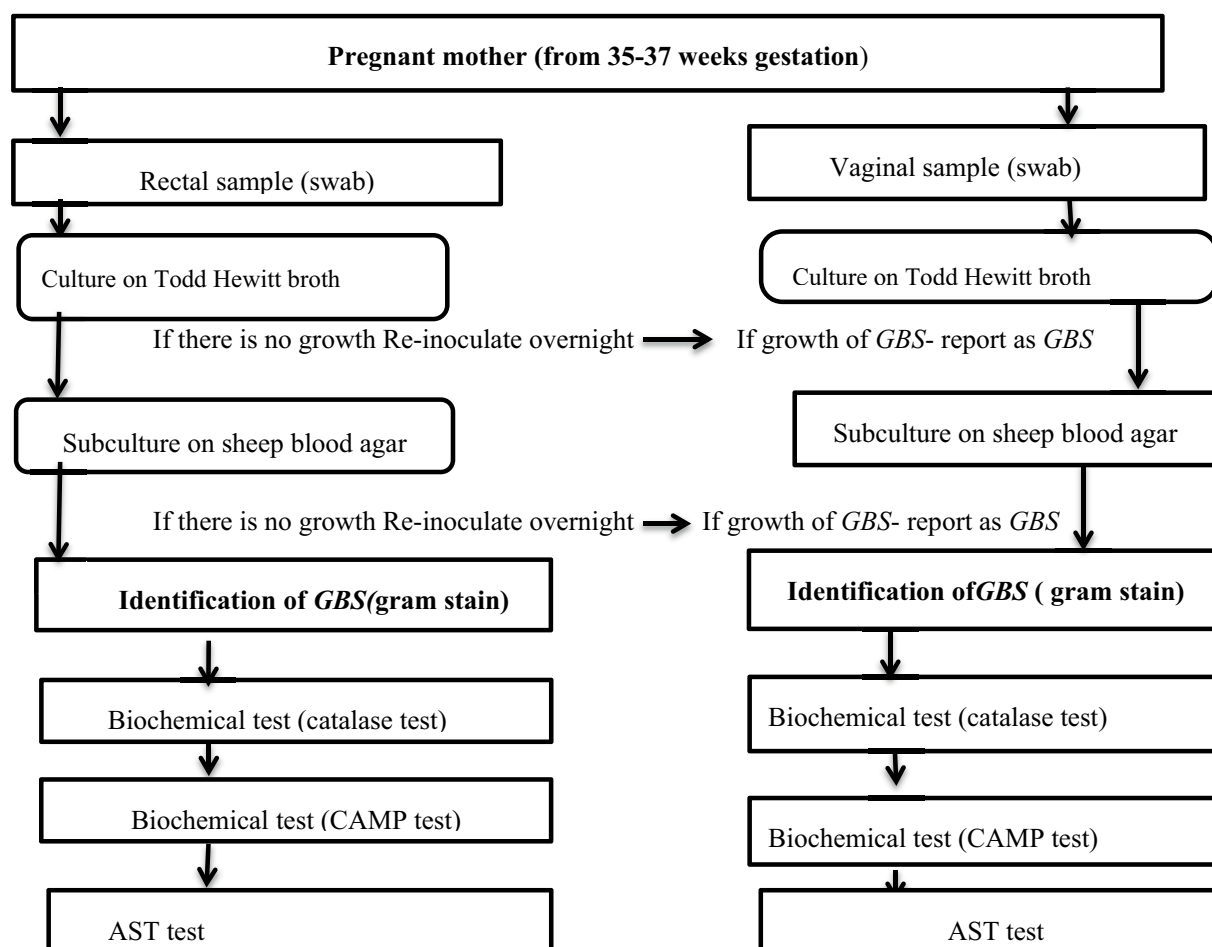 Pregnant mother (from 35-37 weeks gestation)
Rectal sample (swab)
Vaginal sample (swab)
Culture on Todd Hewitt broth
Culture on Todd Hewitt broth
If there is no growth Re-inoculate overnight
If growth of GBS- report as GBS
Subculture on sheep blood agar
Subculture on sheep blood agar
If there is no growth Re-inoculate overnight
If growth of GBS- report as GBS
Identification of GBS(gram stain)
Identification ofGBS ( gram stain)
Biochemical test (catalase test)
Biochemical test (catalase test)
Biochemical test (CAMP test)
Biochemical test (CAMP test)
AST test
AST test